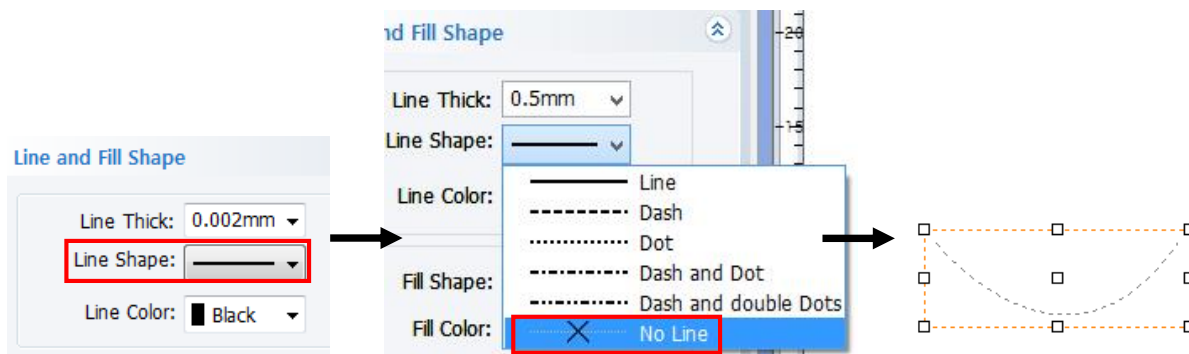 Line and Fill Shape
Line Thick: 0.002mm
Line Shape:
Line Color: Black
nd Fill Shape
Line Thick: 0.5mm
Line Shape:
Line Color:
Line
Dash
Dot
Dash and Dot
Dash and double Dots
No Line
Fill Shape:
Fill Color:
-20
-15